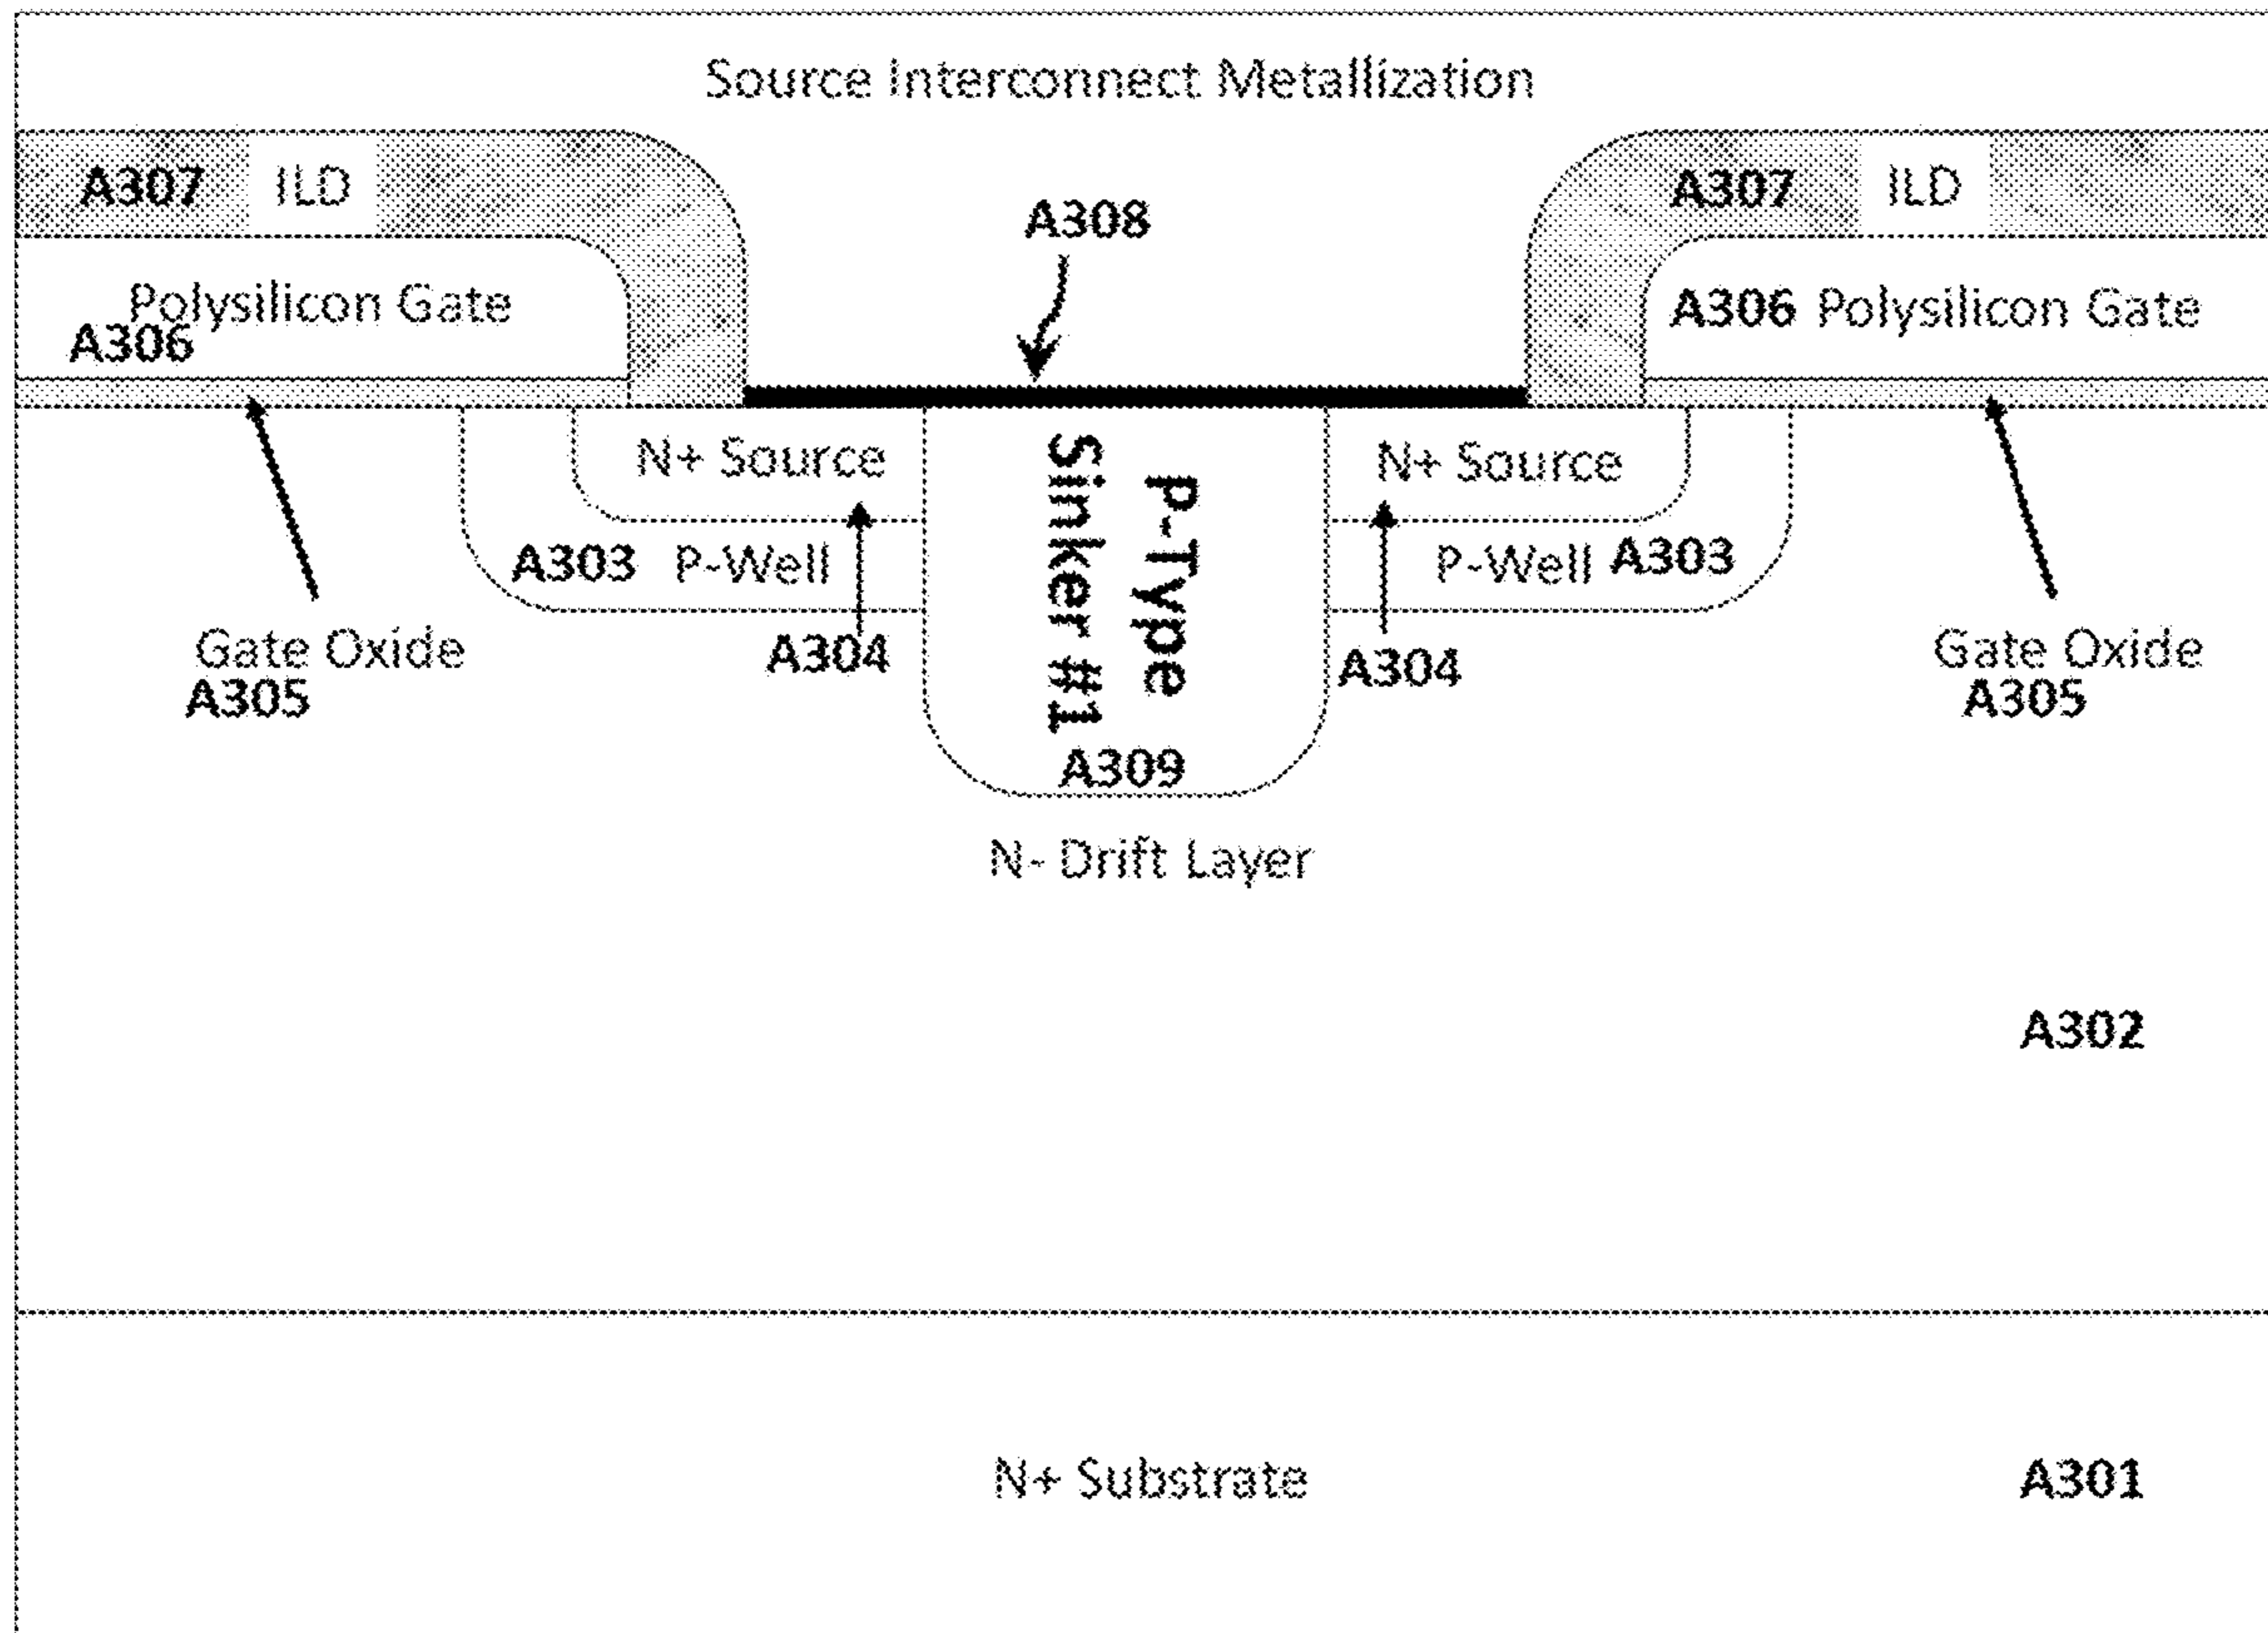 Source Interconnect Metallization
A307 ILD
A307 ILD
A308
Polysilicon Gate
A306
A306 Polysilicon Gate
N+ Source
P-Type
Sinker #1
N+ Source
A303 P-Well
P-Well A303
Gate Oxide
A305
A304
A304
Gate Oxide
A305
A309
N- Drift Layer
A302
N+ Substrate
A301